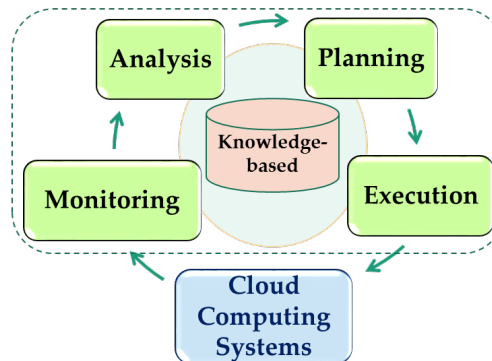 Analysis
Planning
Knowledge-
based
Monitoring
Execution
Cloud
Computing
Systems